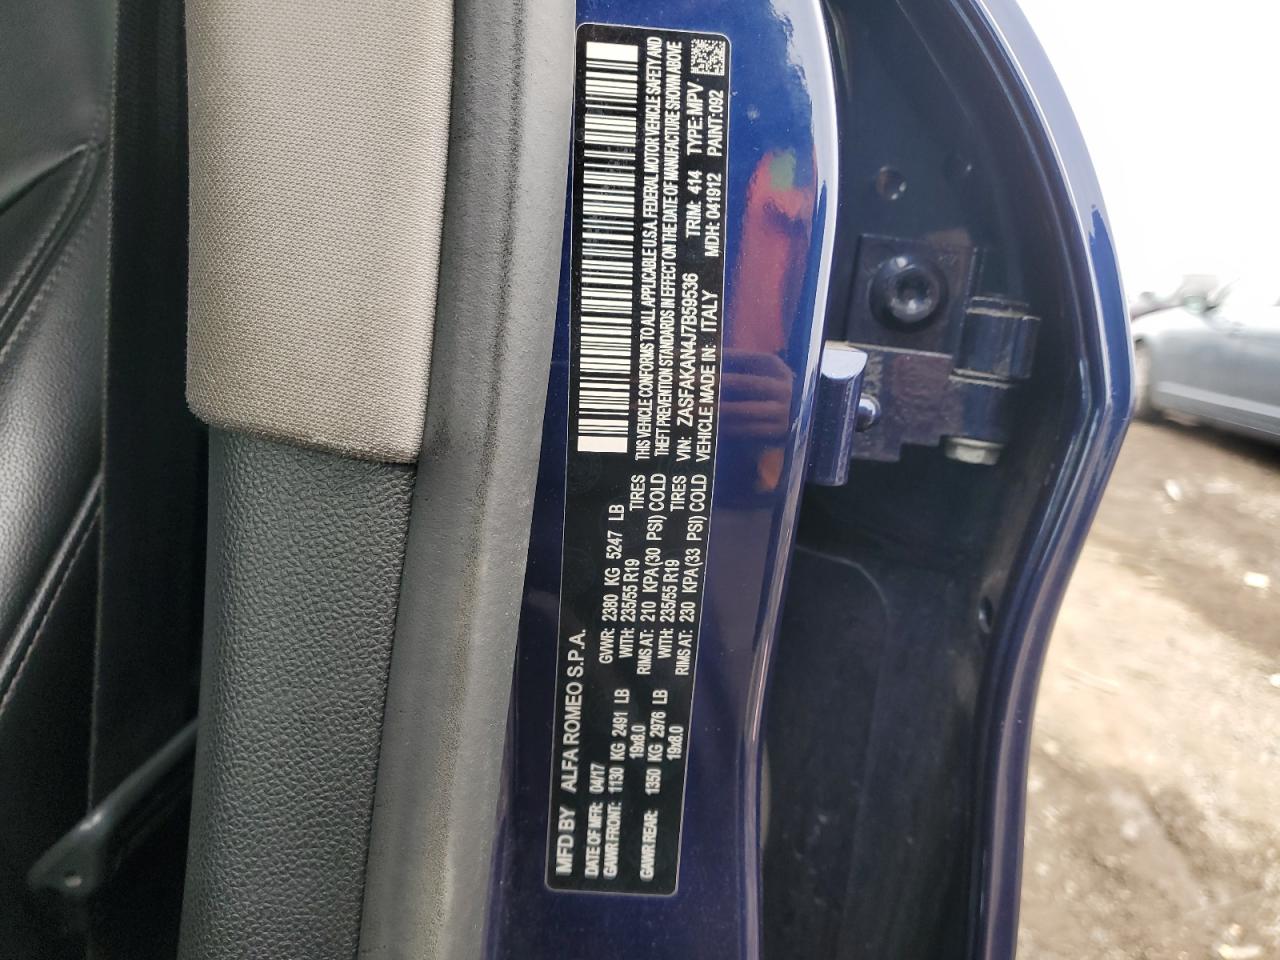 MFD BY ALFA ROMEO S.P.A.
DATE OF MFR: 04/17 GVWR: 2380 KG 5247 LB
GAWR FRONT: 1130 KG 2491 LB WITH: 235/55 R19 TIRES
19x8.0 RIMS AT: 210 KPA (30 PSI) COLD
GAWR REAR: 1350 KG 2976 LB WITH: 235/55 R19 TIRES
19x8.0 RIMS AT: 230 KPA (33 PSI) COLD
THIS VEHICLE CONFORMS TO ALL APPLICABLE U.S.A. FEDERAL MOTOR VEHICLE SAFETY AND
THEFT PREVENTION STANDARDS IN EFFECT ON THE DATE OF MANUFACTURE SHOWN ABOVE
VIN: ZASFAKAN4J7B59536 TRIM: 414 TYPE: MPV
VEHICLE MADE IN: ITALY MDH: 041912 PAINT: 092